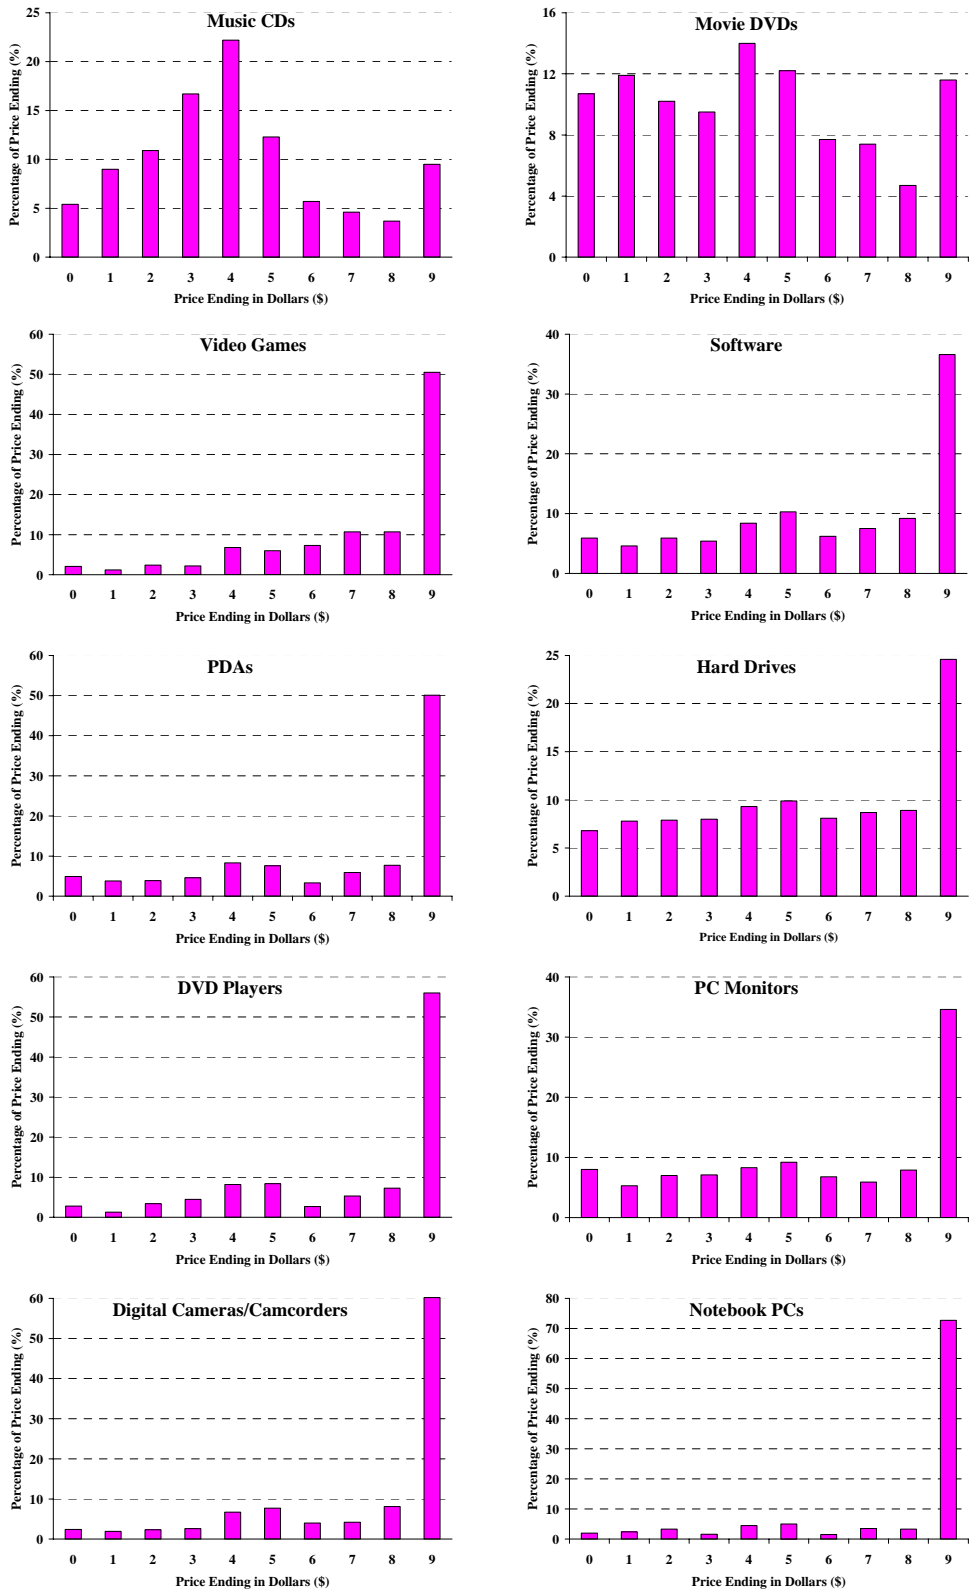 Music CDs
Percentage of Price Ending (%)
25
20
15
10
5
0
0 1 2 3 4 5 6 7 8 9
Price Ending in Dollars ($)
Movie DVDs
Percentage of Price Ending (%)
16
12
8
4
0
0 1 2 3 4 5 6 7 8 9
Price Ending in Dollars ($)
Video Games
Percentage of Price Ending (%)
60
50
40
30
20
10
0
0 1 2 3 4 5 6 7 8 9
Price Ending in Dollars ($)
Software
Percentage of Price Ending (%)
40
30
20
10
0
0 1 2 3 4 5 6 7 8 9
Price Ending in Dollars ($)
PDAs
Percentage of Price Ending (%)
60
50
40
30
20
10
0
0 1 2 3 4 5 6 7 8 9
Price Ending in Dollars ($)
Hard Drives
Percentage of Price Ending (%)
25
20
15
10
5
0
0 1 2 3 4 5 6 7 8 9
Price Ending in Dollars ($)
DVD Players
Percentage of Price Ending (%)
60
50
40
30
20
10
0
0 1 2 3 4 5 6 7 8 9
Price Ending in Dollars ($)
PC Monitors
Percentage of Price Ending (%)
40
30
20
10
0
0 1 2 3 4 5 6 7 8 9
Price Ending in Dollars ($)
Digital Cameras/Camcorders
Percentage of Price Ending (%)
60
50
40
30
20
10
0
0 1 2 3 4 5 6 7 8 9
Price Ending in Dollars ($)
Notebook PCs
Percentage of Price Ending (%)
80
70
60
50
40
30
20
10
0
0 1 2 3 4 5 6 7 8 9
Price Ending in Dollars ($)